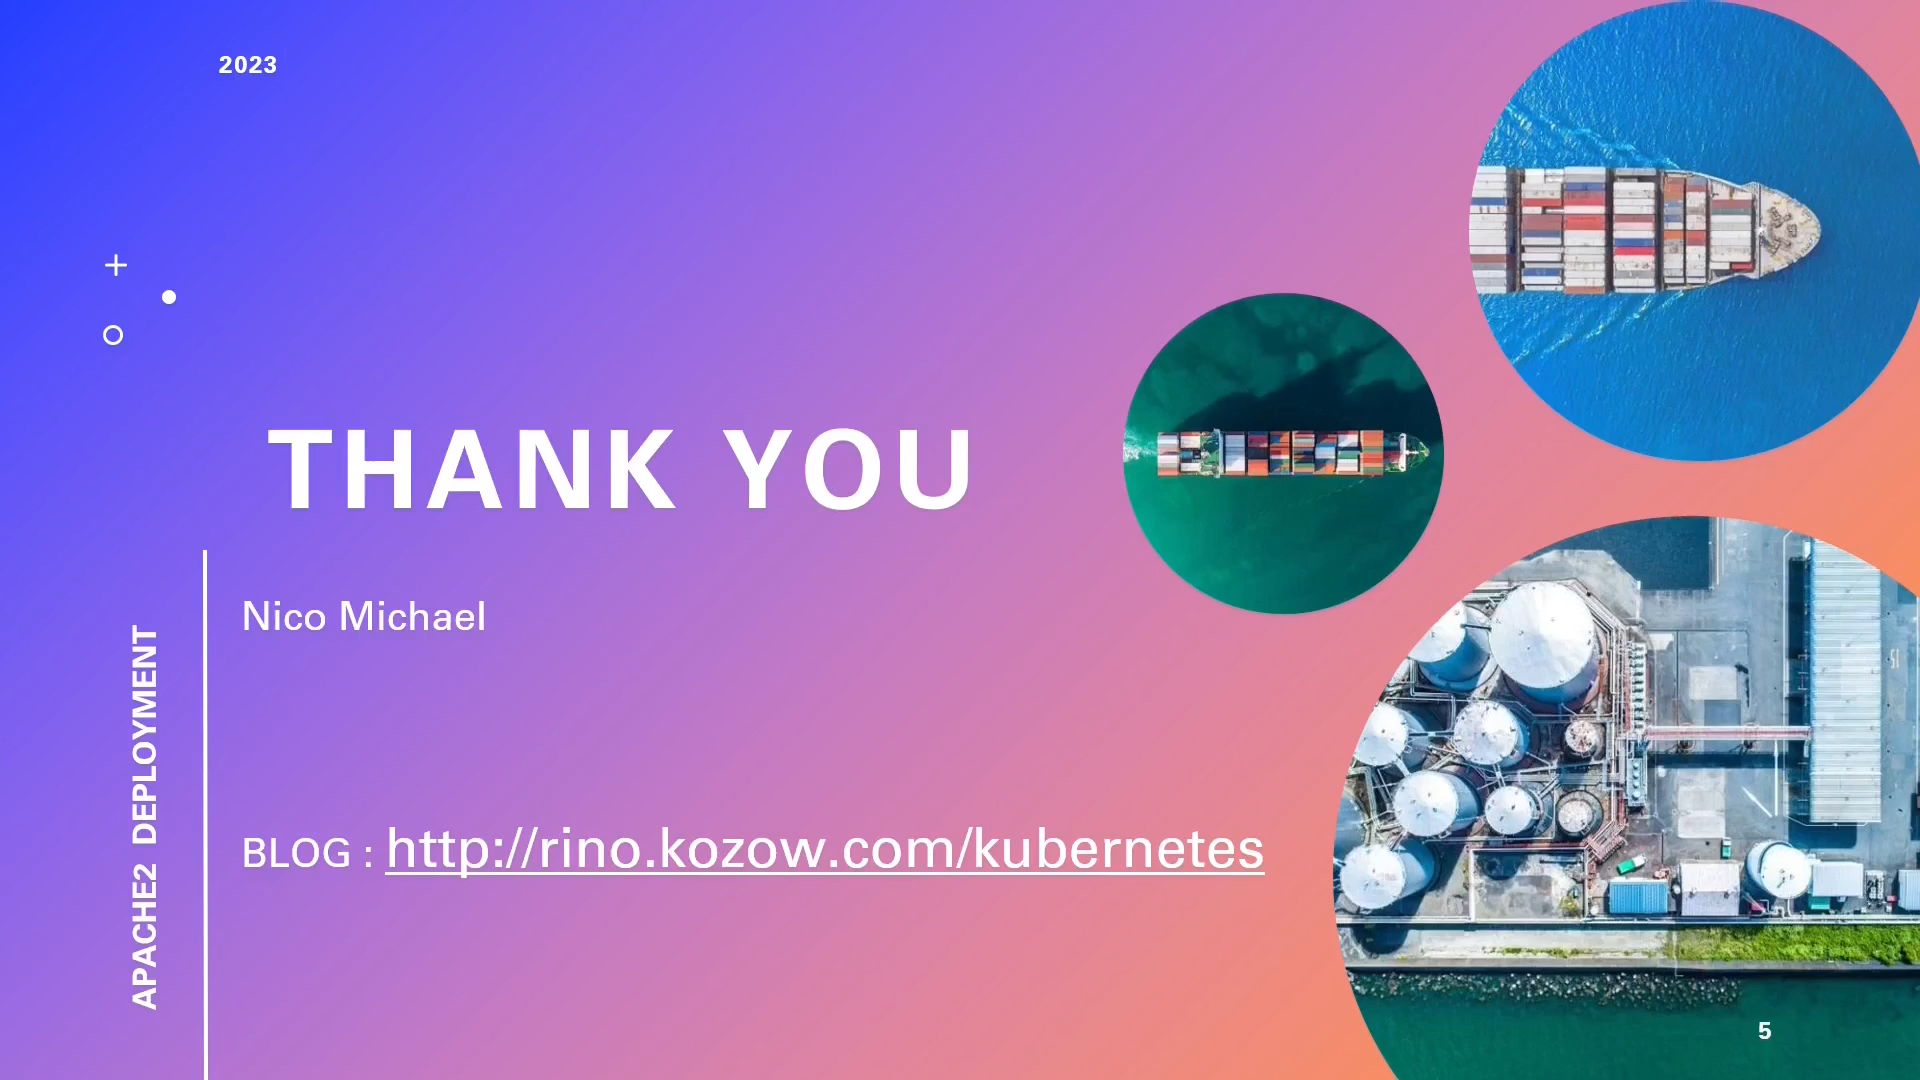 2023
THANK YOU
Nico Michael
BLOG : http://rino.kozow.com/kubernetes
APACHE2 DEPLOYMENT
5